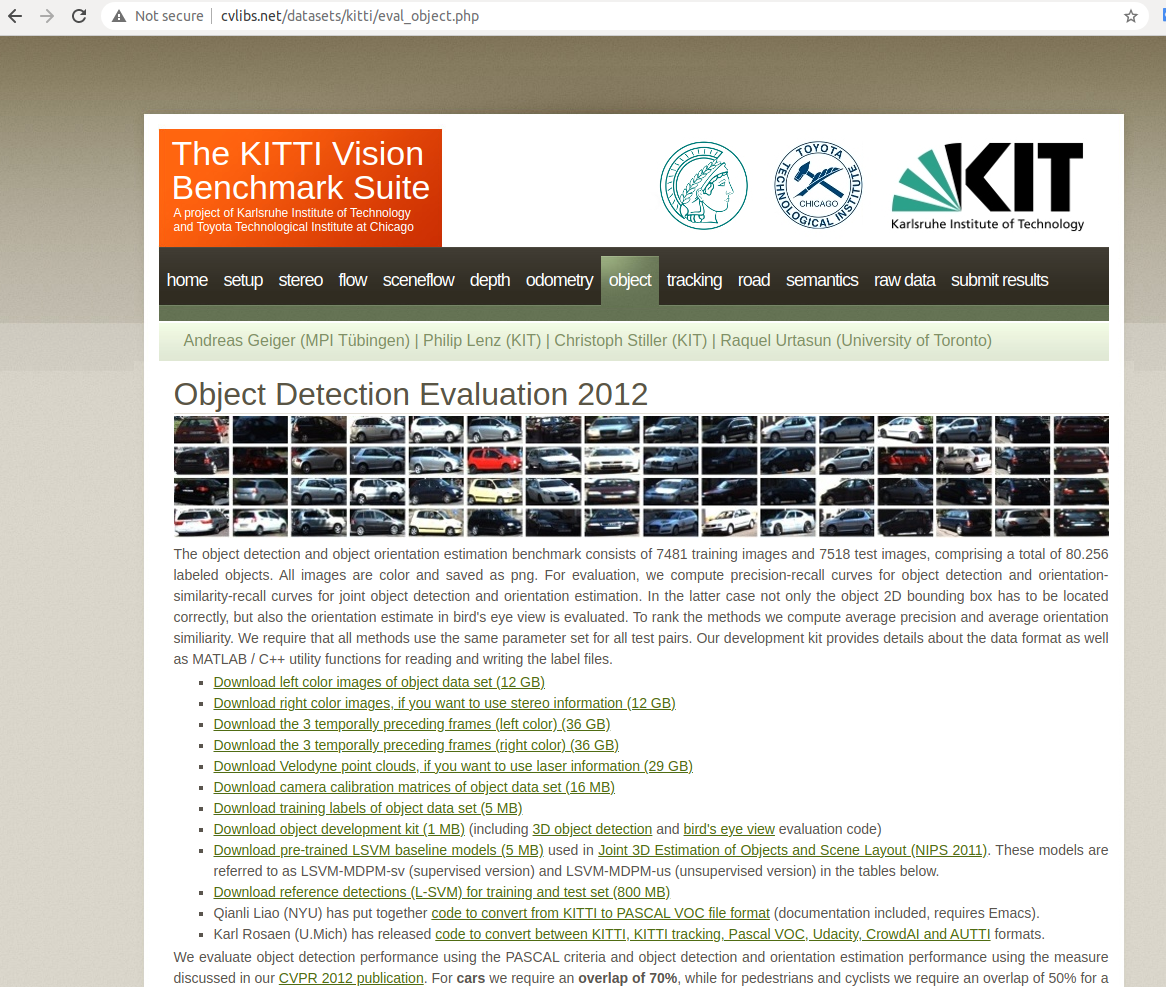 Not secure | cvlibs.net/datasets/kitti/eval_object.php
The KITTI Vision
Benchmark Suite
A project of Karlsruhe Institute of Technology
and Toyota Technological Institute at Chicago
TOYOTA
TECHNOLOGICAL INSTITUTE
CHICAGO
KIT
Karlsruhe Institute of Technology
home setup stereo flow sceneflow depth odometry object tracking road semantics raw data submit results
Andreas Geiger (MPI Tübingen) | Philip Lenz (KIT) | Christoph Stiller (KIT) | Raquel Urtasun (University of Toronto)
Object Detection Evaluation 2012
The object detection and object orientation estimation benchmark consists of 7481 training images and 7518 test images, comprising a total of 80.256
labeled objects. All images are color and saved as png. For evaluation, we compute precision-recall curves for object detection and orientation-
similarity-recall curves for joint object detection and orientation estimation. In the latter case not only the object 2D bounding box has to be located
correctly, but also the orientation estimate in bird's eye view is evaluated. To rank the methods we compute average precision and average orientation
similiarity. We require that all methods use the same parameter set for all test pairs. Our development kit provides details about the data format as well
as MATLAB / C++ utility functions for reading and writing the label files.
Download left color images of object data set (12 GB)
Download right color images, if you want to use stereo information (12 GB)
Download the 3 temporally preceding frames (left color) (36 GB)
Download the 3 temporally preceding frames (right color) (36 GB)
Download Velodyne point clouds, if you want to use laser information (29 GB)
Download camera calibration matrices of object data set (16 MB)
Download training labels of object data set (5 MB)
Download object development kit (1 MB) (including 3D object detection and bird's eye view evaluation code)
Download pre-trained LSVM baseline models (5 MB) used in Joint 3D Estimation of Objects and Scene Layout (NIPS 2011). These models are
referred to as LSVM-MDPM-sv (supervised version) and LSVM-MDPM-us (unsupervised version) in the tables below.
Download reference detections (L-SVM) for training and test set (800 MB)
Qianli Liao (NYU) has put together code to convert from KITTI to PASCAL VOC file format (documentation included, requires Emacs).
Karl Rosaen (U.Mich) has released code to convert between KITTI, KITTI tracking, Pascal VOC, Udacity, CrowdAI and AUTTI formats.
We evaluate object detection performance using the PASCAL criteria and object detection and orientation estimation performance using the measure
discussed in our CVPR 2012 publication. For cars we require an overlap of 70%, while for pedestrians and cyclists we require an overlap of 50% for a